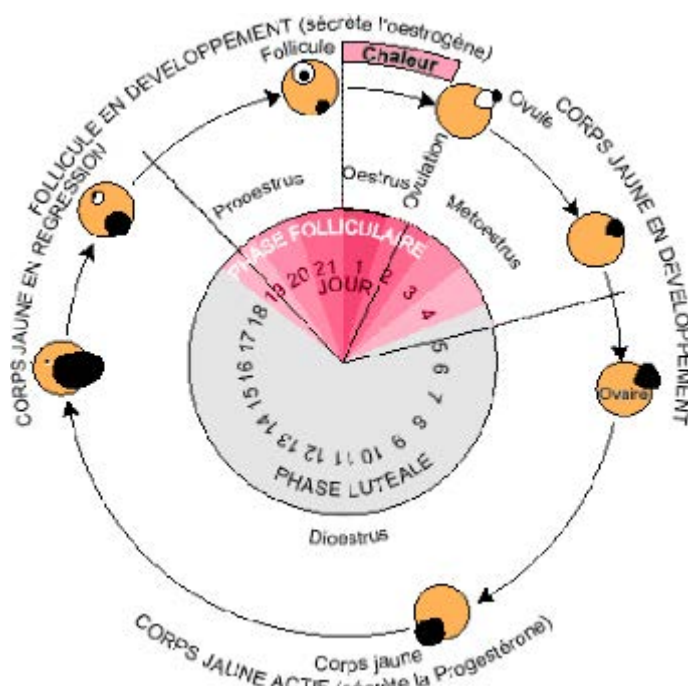 FOLLICULE EN DEVELOPPEMENT (sécrète l'oestrogène)
Follicule
Chaleur
Ovule
Ovulation
Prooestrus
Oestrus
Metoestrus
CORPS JAUNE EN DEVELOPPEMENT
CORPS JAUNE EN REGRESSION
PHASE FOLLICULAIRE
JOUR
1
2
3
4
5
6
7
8
9
10
11
12
13
14
15
16
17
18
19
20
21
PHASE LUTEALE
Ovaire
Dioestrus
Corps jaune
CORPS JAUNE ACTIF (sécrète la Progestérone)